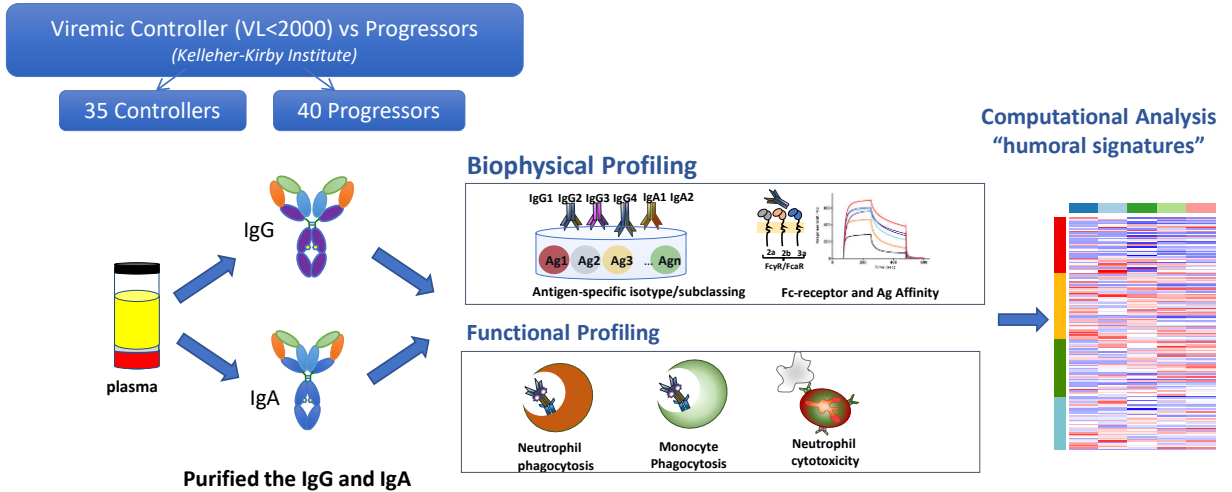 Viremic Controller (VL<2000) vs Progressors
(Kelleher-Kirby Institute)
35 Controllers
40 Progressors
plasma
IgG
IgA
Purified the IgG and IgA
Biophysical Profiling
IgG1 IgG2 IgG3 IgG4 IgA1 IgA2
Ag1 Ag2 Ag3 ... Agn
Antigen-specific isotype/subclassing
2a 2b 3a
FcγR/FcaR
Fc-receptor and Ag Affinity
Functional Profiling
Neutrophil
phagocytosis
Monocyte
Phagocytosis
Neutrophil
cytotoxicity
Computational Analysis
“humoral signatures”